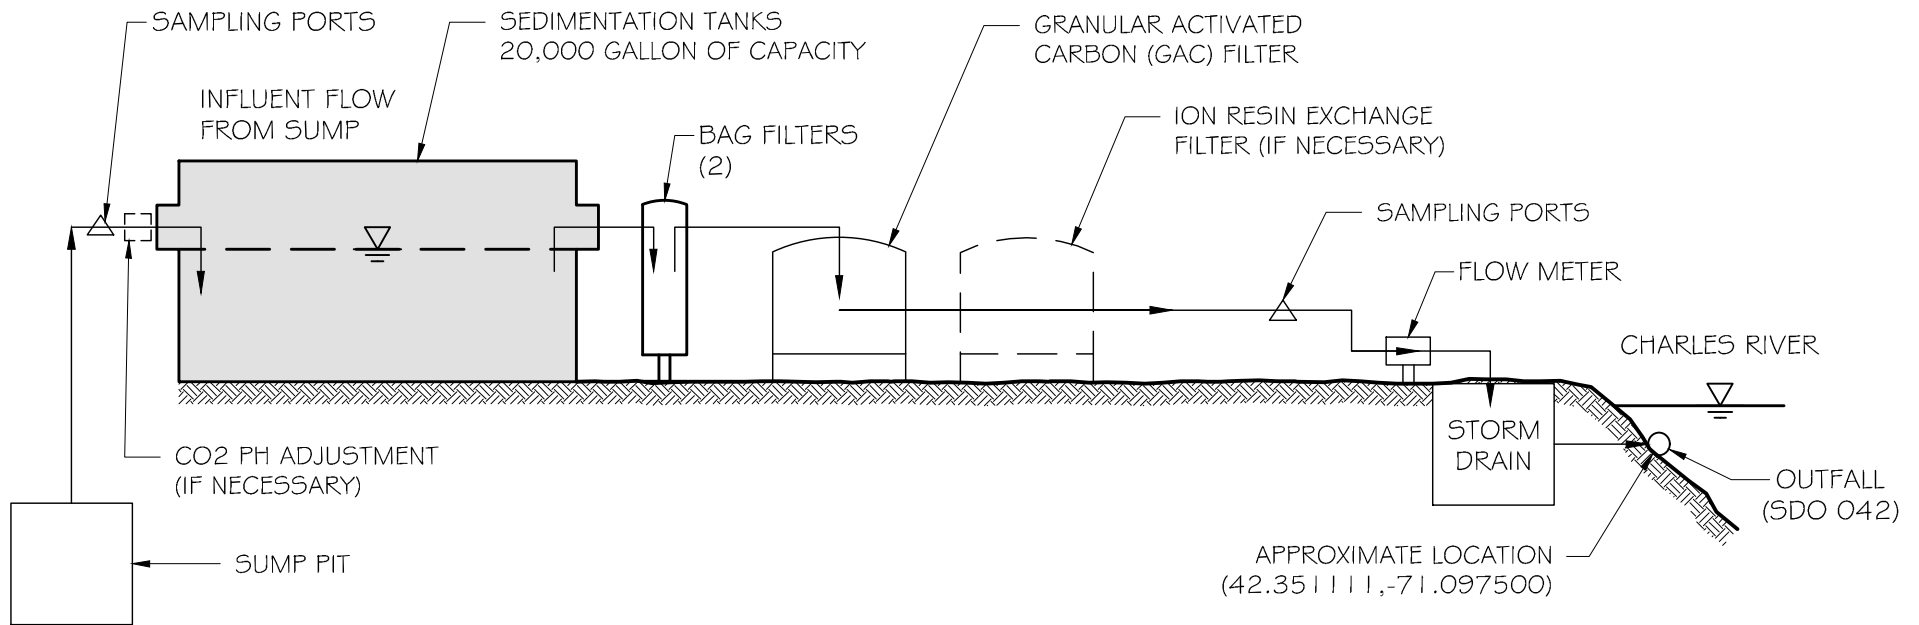 SAMPLING PORTS
SEDIMENTATION TANKS
20,000 GALLON OF CAPACITY
GRANULAR ACTIVATED
CARBON (GAC) FILTER
INFLUENT FLOW
FROM SUMP
BAG FILTERS
(2)
ION RESIN EXCHANGE
FILTER (IF NECESSARY)
SAMPLING PORTS
FLOW METER
CHARLES RIVER
CO2 PH ADJUSTMENT
(IF NECESSARY)
STORM
DRAIN
OUTFALL
(SDO 042)
SUMP PIT
APPROXIMATE LOCATION
(42.351111,-71.097500)